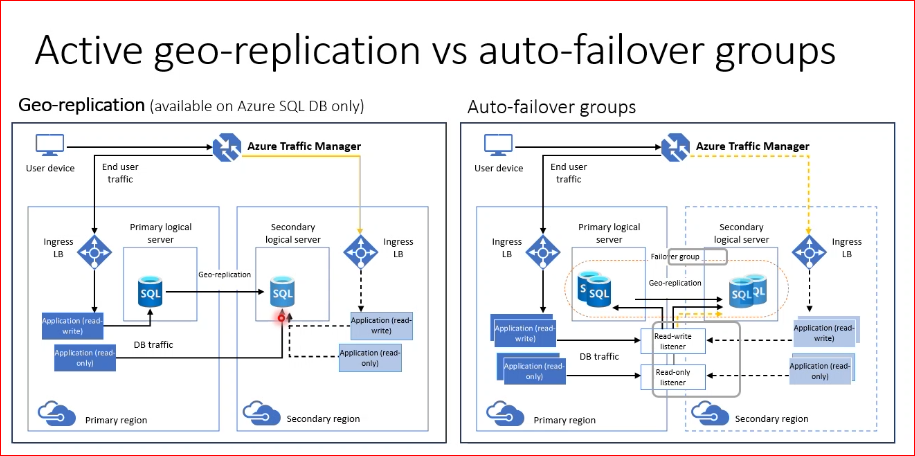 Active geo-replication vs auto-failover groups
Geo-replication (available on Azure SQL DB only)
User device
Azure Traffic Manager
End user
traffic
Primary logical
server
Secondary
logical server
Ingress
LB
Ingress
LB
Geo-replication
SQL
SQL
Application (read-
write)
Application (read-
only)
DB traffic
Application (read-
write)
Application (read-
only)
Primary region
Secondary region
Auto-failover groups
User device
Azure Traffic Manager
End user
traffic
Primary logical
server
Secondary
logical server
Ingress
LB
Ingress
LB
Failover group
Geo-replication
S
SQL
SQL
QL
Application (read-
write)
Application (read-
only)
DB traffic
Read-write
listener
Read-only
listener
Application (read-
write)
Application (read-
only)
Primary region
Secondary region